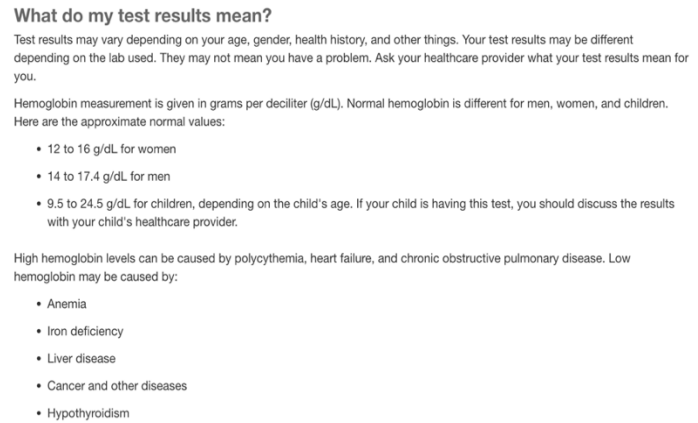 What do my test results mean?
Test results may vary depending on your age, gender, health history, and other things. Your test results may be different
depending on the lab used. They may not mean you have a problem. Ask your healthcare provider what your test results mean for
you.
Hemoglobin measurement is given in grams per deciliter (g/dL). Normal hemoglobin is different for men, women, and children.
Here are the approximate normal values:
• 12 to 16 g/dL for women
• 14 to 17.4 g/dL for men
• 9.5 to 24.5 g/dL for children, depending on the child's age. If your child is having this test, you should discuss the results
with your child's healthcare provider.
High hemoglobin levels can be caused by polycythemia, heart failure, and chronic obstructive pulmonary disease. Low
hemoglobin may be caused by:
• Anemia
• Iron deficiency
• Liver disease
• Cancer and other diseases
• Hypothyroidism